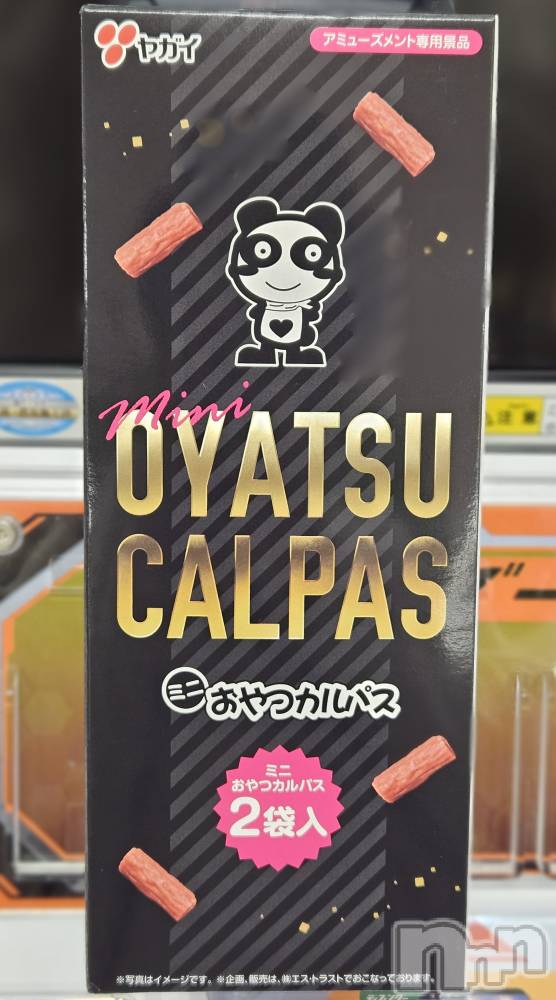 ヤガイ
アミューズメント専用景品
mini
OYATSU
CALPAS
ミニ
おやつカルパス
ミニ
おやつカルパス
2袋入
※写真はイメージです。※企画、販売は、㈱エス・トラストでおこなっております。
注意
nmn